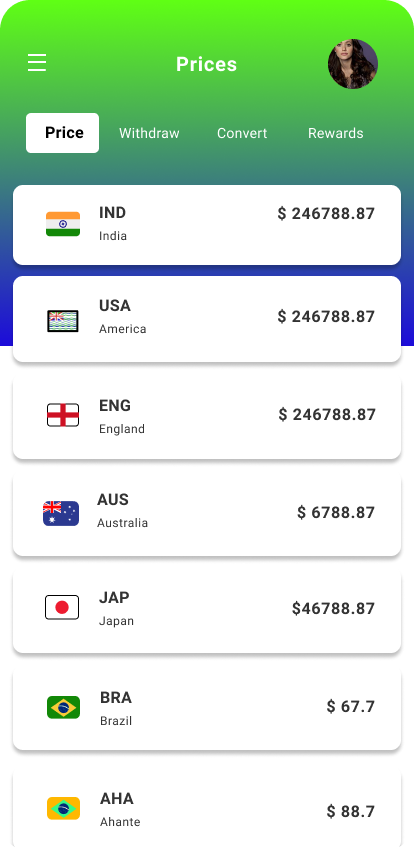 Prices
Price Withdraw Convert Rewards
IND $ 246788.87
India
USA $ 246788.87
America
ENG $ 246788.87
England
AUS $ 6788.87
Australia
JAP $46788.87
Japan
BRA $ 67.7
Brazil
AHA $ 88.7
Ahante